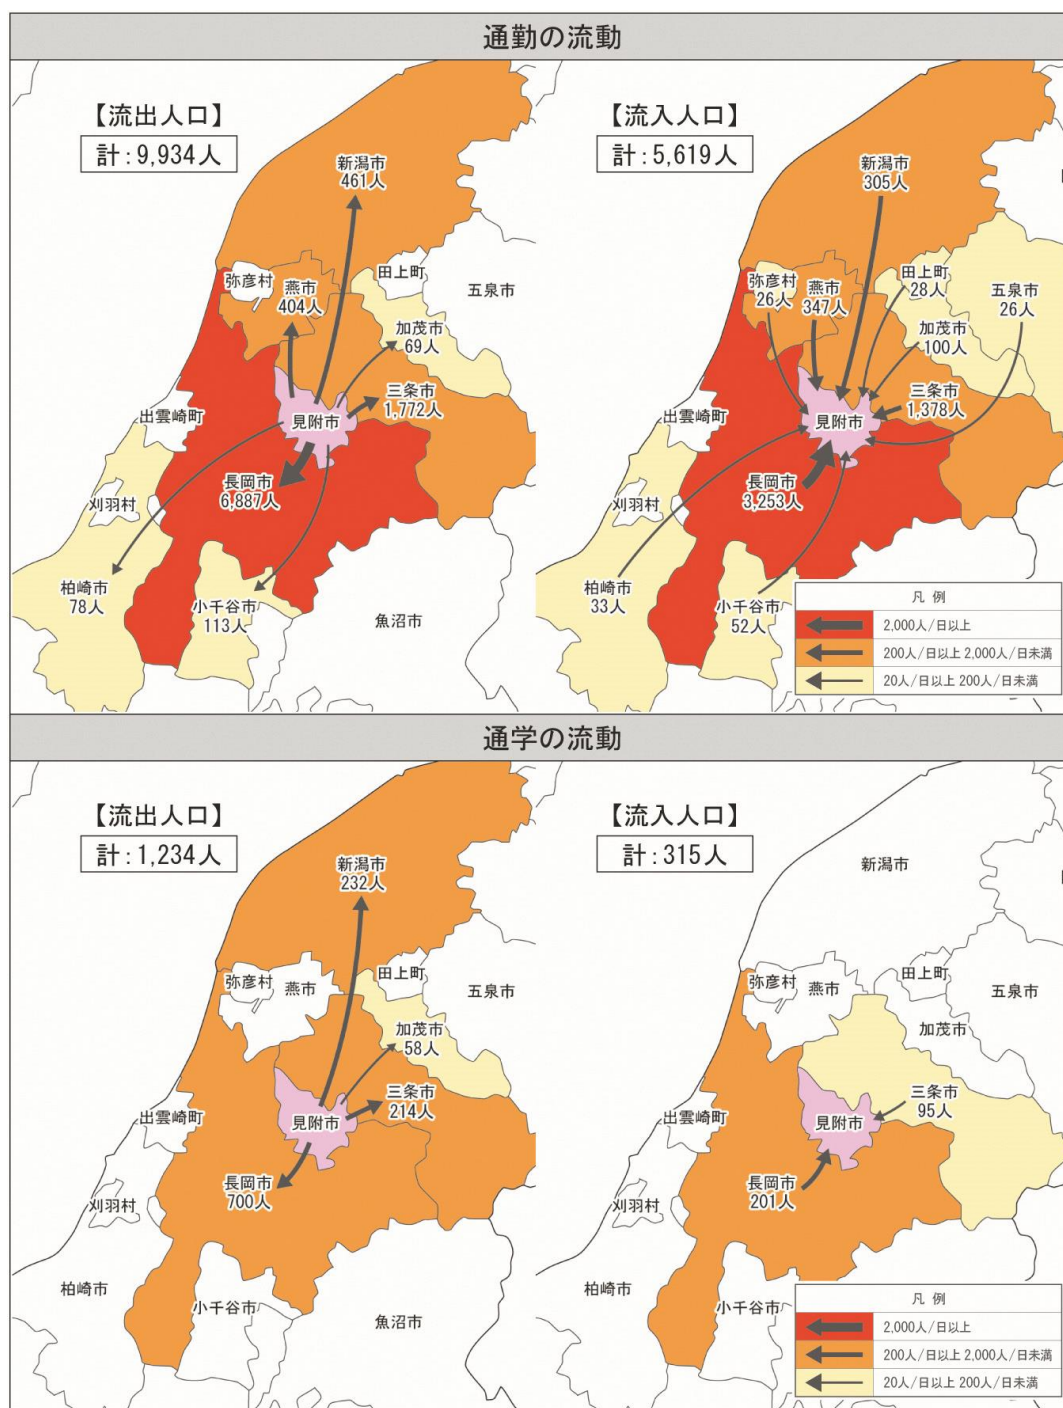 通勤の流動
【流出人口】
計：9,934人
新潟市
461人
弥彦村
燕市
404人
田上町
五泉市
加茂市
69人
三条市
1,772人
出雲崎町
見附市
長岡市
6,887人
刈羽村
柏崎市
78人
小千谷市
113人
魚沼市
【流入人口】
計：5,619人
新潟市
305人
弥彦村
26人
燕市
347人
田上町
28人
五泉市
26人
加茂市
100人
三条市
1,378人
出雲崎町
見附市
長岡市
3,253人
刈羽村
柏崎市
33人
小千谷市
52人
凡 例
2,000人/日以上
200人/日以上 2,000人/日未満
20人/日以上 200人/日未満
通学の流動
【流出人口】
計：1,234人
新潟市
232人
弥彦村
燕市
田上町
五泉市
加茂市
58人
三条市
214人
出雲崎町
見附市
長岡市
700人
刈羽村
柏崎市
小千谷市
魚沼市
【流入人口】
計：315人
新潟市
弥彦村
燕市
田上町
五泉市
加茂市
三条市
95人
出雲崎町
見附市
長岡市
201人
刈羽村
柏崎市
小千谷市
凡 例
2,000人/日以上
200人/日以上 2,000人/日未満
20人/日以上 200人/日未満